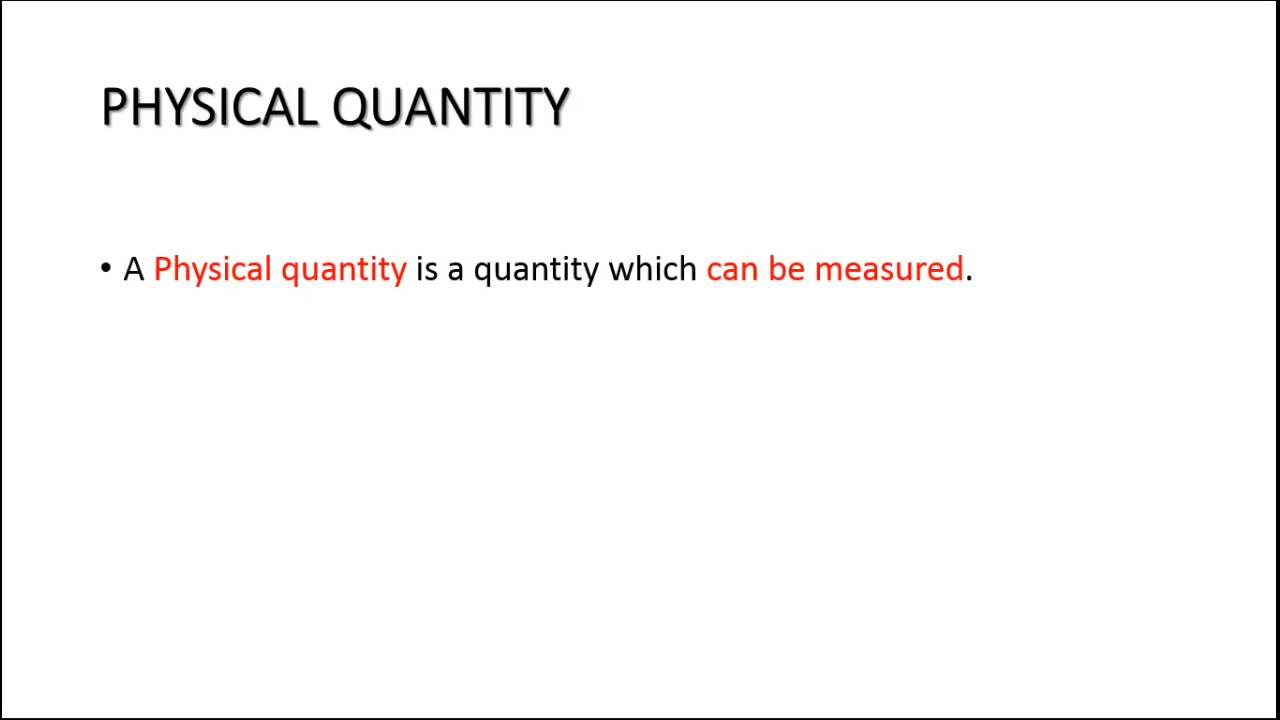 PHYSICAL QUANTITY
• A Physical quantity is a quantity which can be measured.